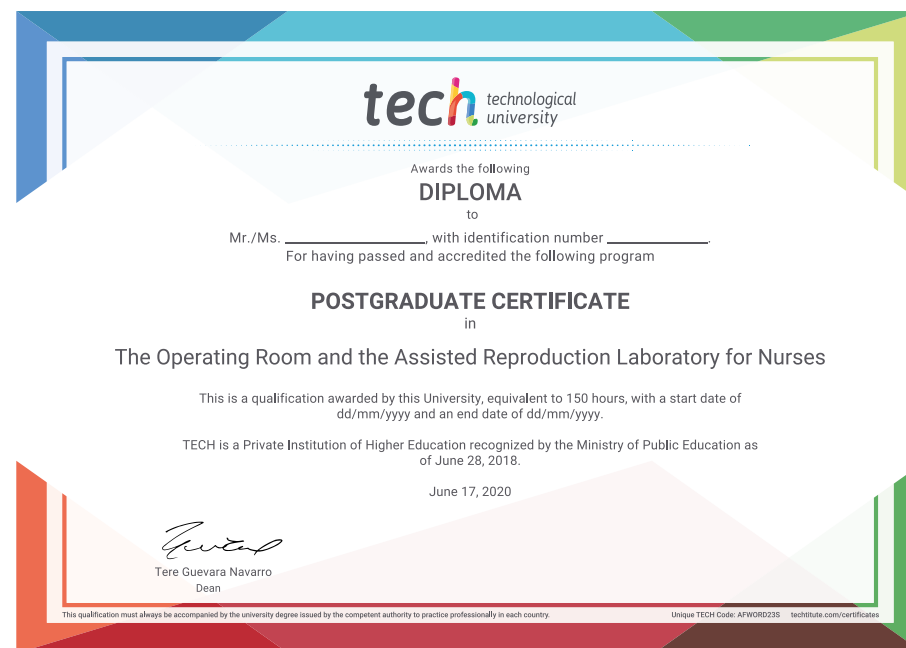 tech technological
university
Awards the following
DIPLOMA
to
Mr./Ms. ____________________, with identification number ______________.
For having passed and accredited the following program
POSTGRADUATE CERTIFICATE
in
The Operating Room and the Assisted Reproduction Laboratory for Nurses
This is a qualification awarded by this University, equivalent to 150 hours, with a start date of
dd/mm/yyyy and an end date of dd/mm/yyyy.
TECH is a Private Institution of Higher Education recognized by the Ministry of Public Education as
of June 28, 2018.
June 17, 2020
Tere Guevara Navarro
Dean
This qualification must always be accompanied by the university degree issued by the competent authority to practice professionally in each country.
Unique TECH Code: AFWORD23S techtitute.com/certificates